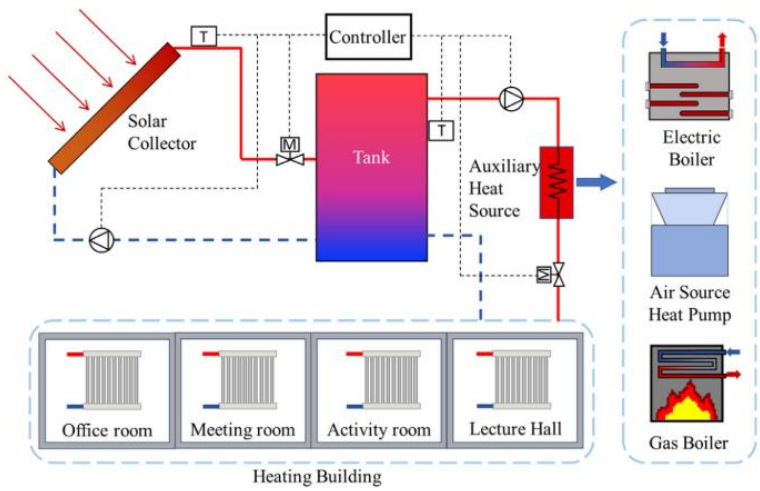 T
Controller
Solar
Collector
M
Tank
T
Auxiliary
Heat
Source
M
Electric
Boiler
Air Source
Heat Pump
Gas Boiler
Office room
Meeting room
Activity room
Lecture Hall
Heating Building